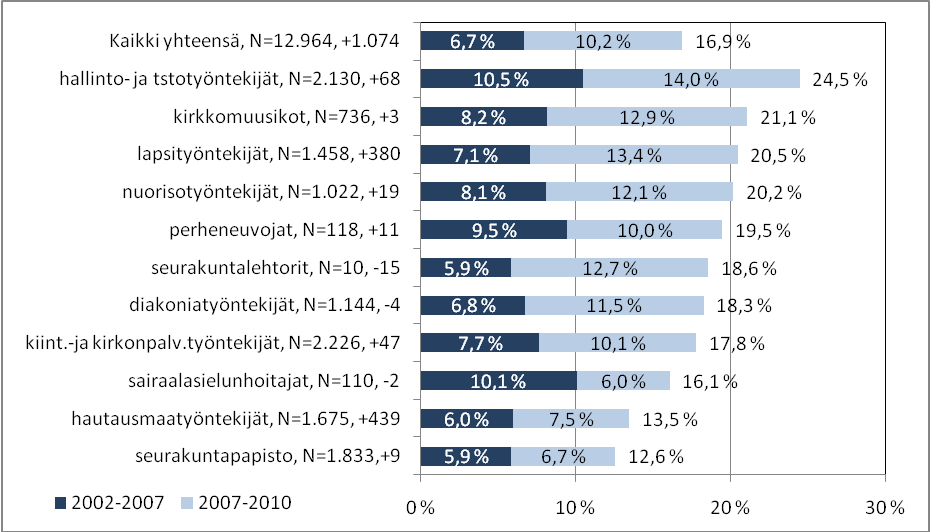 Kaikki yhteensä, N=12.964, +1.074 6,7 % 10,2 % 16,9 %
hallinto- ja tstotyöntekijät, N=2.130, +68 10,5 % 14,0 % 24,5 %
kirkkomuusikot, N=736, +3 8,2 % 12,9 % 21,1 %
lapsityöntekijät, N=1.458, +380 7,1 % 13,4 % 20,5 %
nuorisotyöntekijät, N=1.022, +19 8,1 % 12,1 % 20,2 %
perheneuvojat, N=118, +11 9,5 % 10,0 % 19,5 %
seurakuntalehtorit, N=10, -15 5,9 % 12,7 % 18,6 %
diakoniatyöntekijät, N=1.144, -4 6,8 % 11,5 % 18,3 %
kiint.-ja kirkonpalv.työntekijät, N=2.226, +47 7,7 % 10,1 % 17,8 %
sairaalasielunhoitajat, N=110, -2 10,1 % 6,0 % 16,1 %
hautausmaatyöntekijät, N=1.675, +439 6,0 % 7,5 % 13,5 %
seurakuntapapisto, N=1.833,+9 5,9 % 6,7 % 12,6 %
2002-2007 2007-2010 0 % 10 % 20 % 30 %